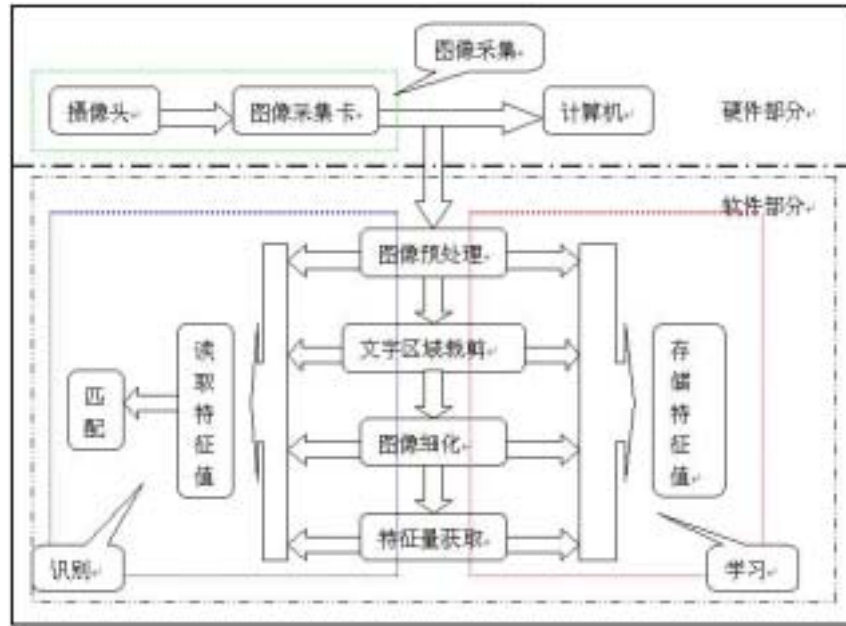 图像采集
摄像头
图像采集卡
计算机
硬件部分
软件部分
图像预处理
文字区域裁剪
读取特征值
存储特征值
匹配
图像细化
特征量获取
识别
学习